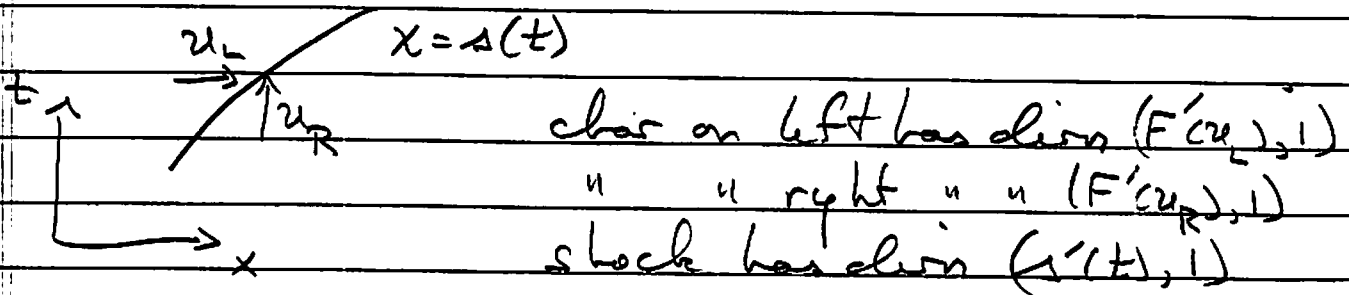 u_L x = s(t)
t
u_R
char on left has dirn (F'(u_L), 1)
" " right " " (F'(u_R), 1)
x
shock has dirn (s'(t), 1)